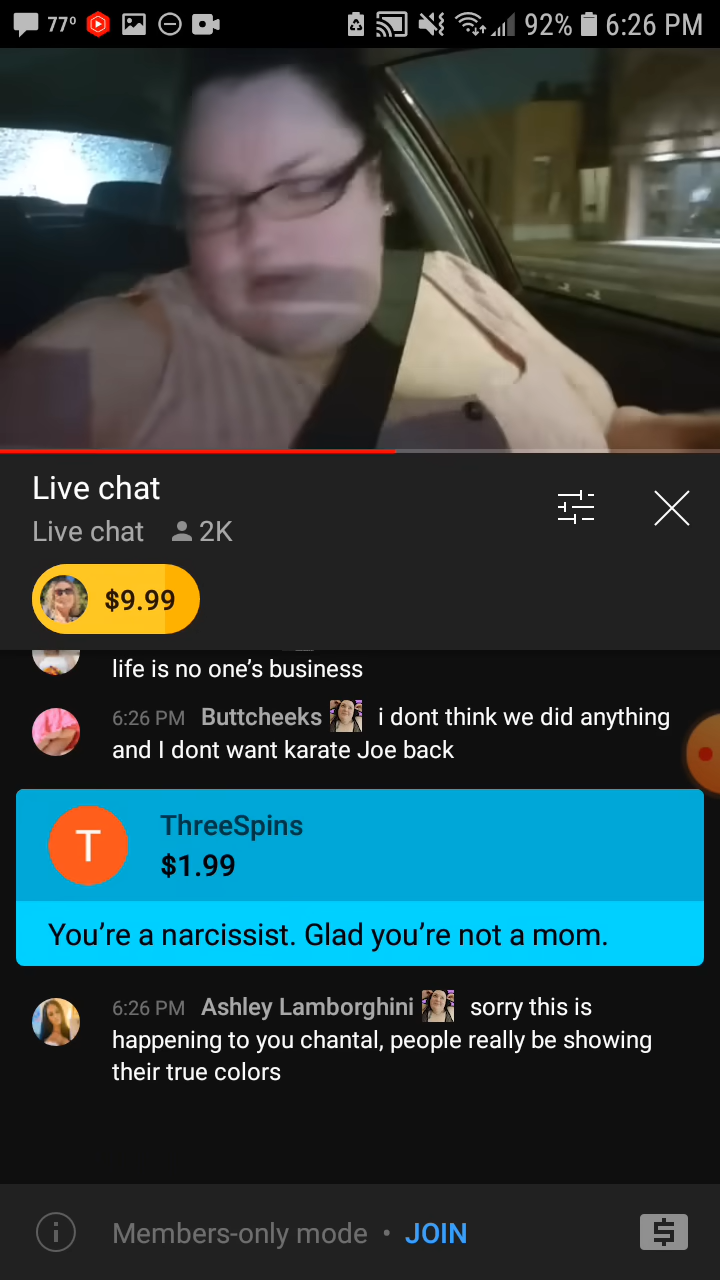 77° 92% 6:26 PM
Live chat
Live chat 2K
$9.99
life is no one’s business
6:26 PM Buttcheeks i dont think we did anything
and I dont want karate Joe back
T
ThreeSpins
$1.99
You’re a narcissist. Glad you’re not a mom.
6:26 PM Ashley Lamborghini sorry this is
happening to you chantal, people really be showing
their true colors
Members-only mode • JOIN